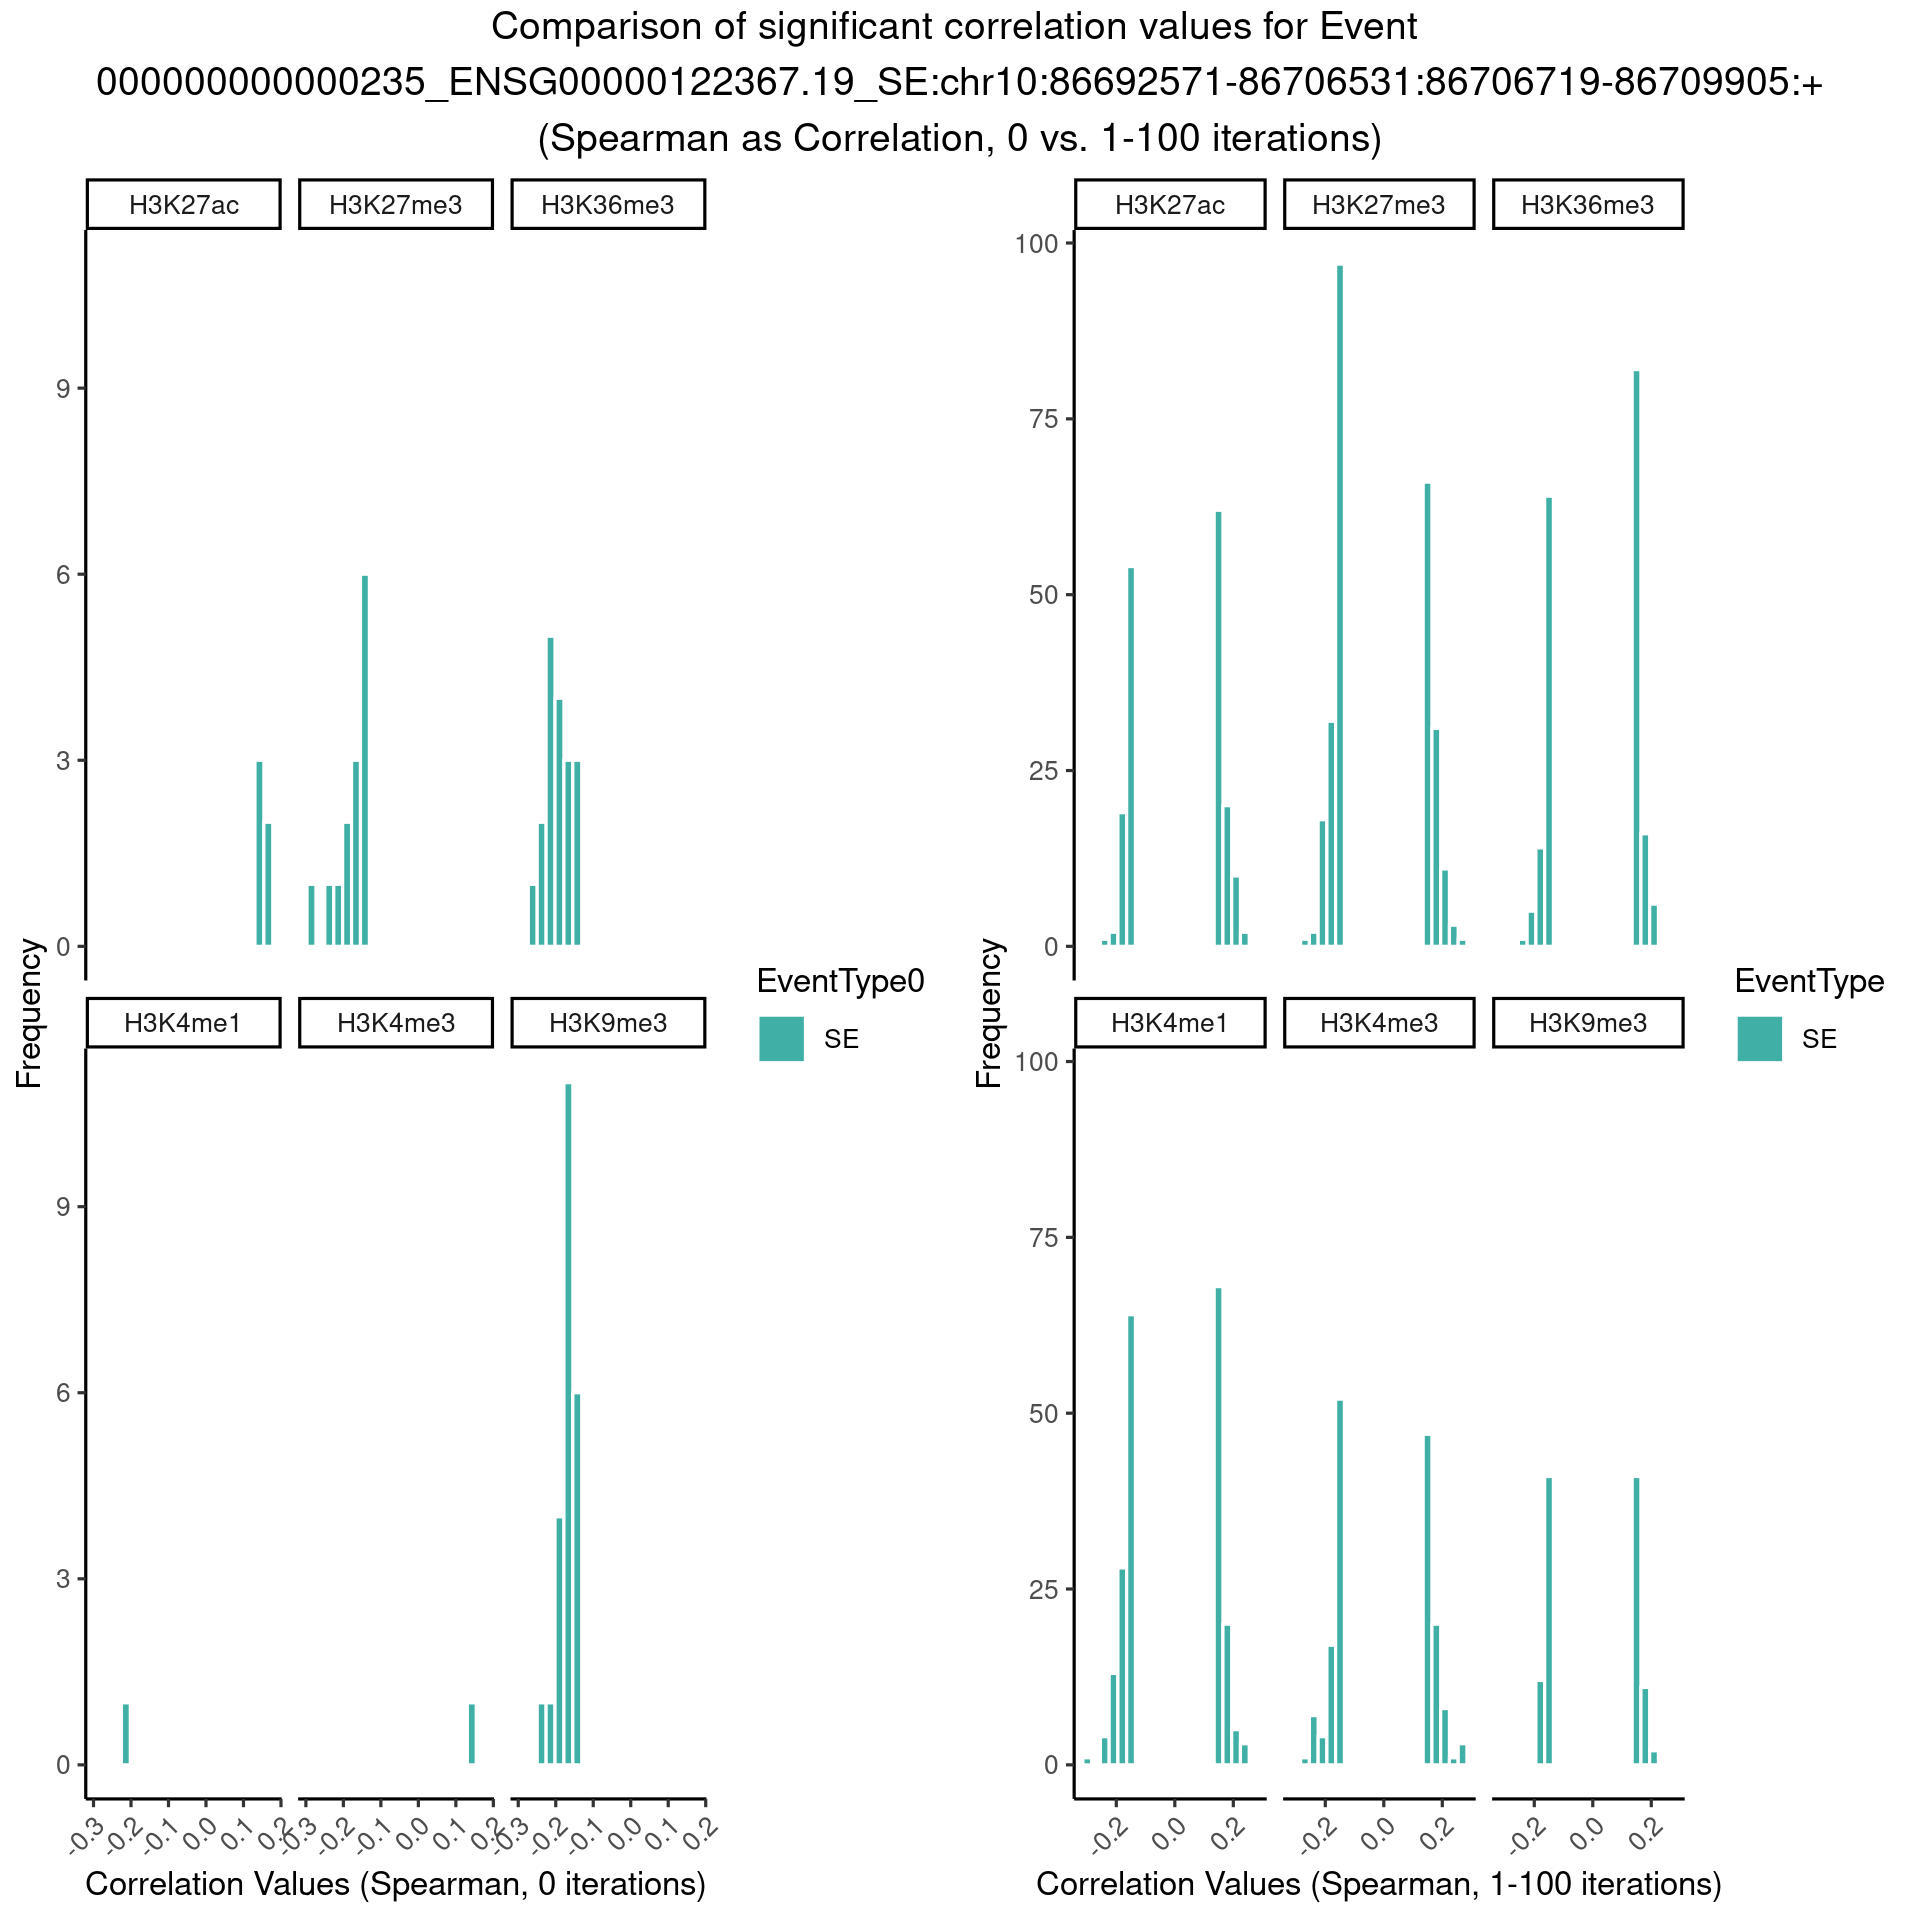 Comparison of significant correlation values for Event
000000000000235_ENSG00000122367.19_SE:chr10:86692571-86706531:86706719-86709905:+
(Spearman as Correlation, 0 vs. 1-100 iterations)
H3K27ac H3K27me3 H3K36me3
9
6
3
0
H3K4me1 H3K4me3 H3K9me3
9
6
3
0
Frequency
-0.3 -0.2 -0.1 0.0 0.1 0.2 -0.3 -0.2 -0.1 0.0 0.1 0.2 -0.3 -0.2 -0.1 0.0 0.1 0.2
Correlation Values (Spearman, 0 iterations)
EventType0
SE
H3K27ac H3K27me3 H3K36me3
100
75
50
25
0
H3K4me1 H3K4me3 H3K9me3
100
75
50
25
0
Frequency
-0.2 0.0 0.2 -0.2 0.0 0.2 -0.2 0.0 0.2
Correlation Values (Spearman, 1-100 iterations)
EventType
SE